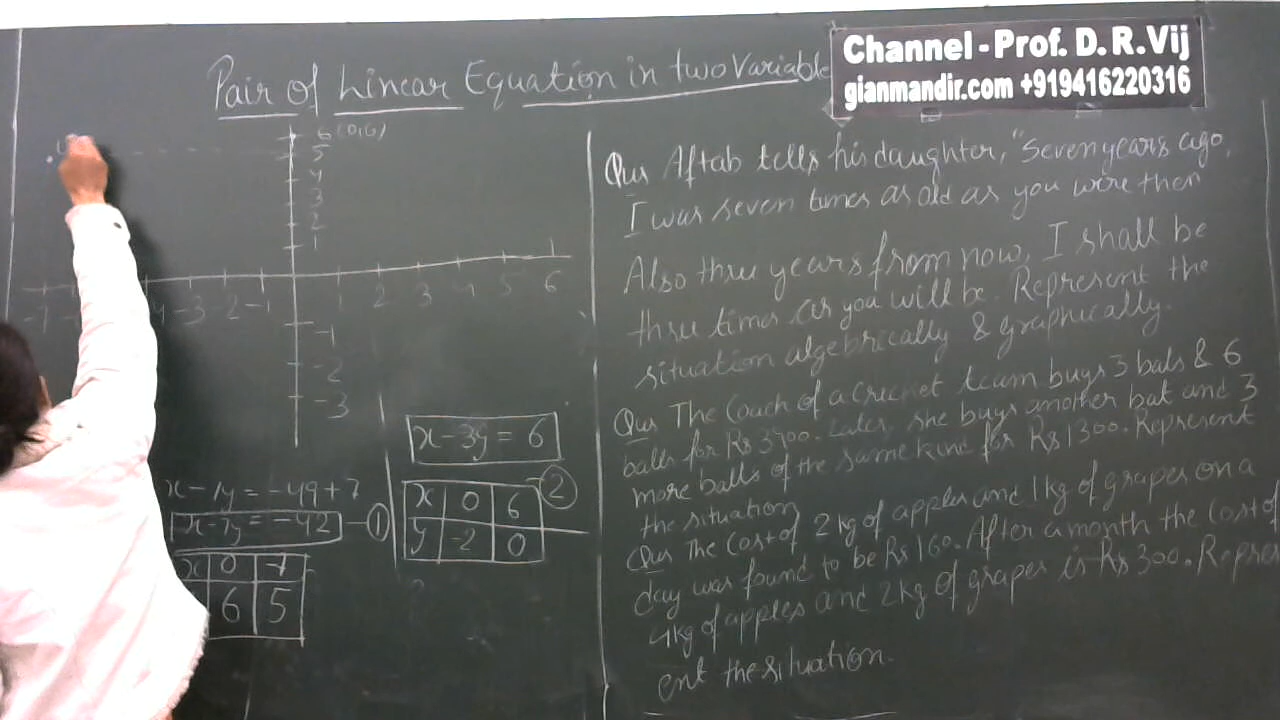 Pair of Linear Equation in two Variable
Channel - Prof. D. R. Vij
gianmandir.com +919416220316
6 (0,6)
5
4
3
2
1
-7 -3 -2 -1 1 2 3 4 5 6
-1
-2
-3
x-7y = -49+7
x-7y = -42 — 1
x 0 -7
6 5
x-3y = 6
x 0 6 — 2
y -2 0
Qus Aftab tells his daughter, "Seven years ago,
I was seven times as old as you were then
Also three years from now, I shall be
three times as you will be. Represent the
situation algebrically & graphically.
Qus The Coach of a Cricket team buys 3 bats & 6
balls for Rs 3900. Later, she buys another bat and 3
more balls of the same kind for Rs 1300. Represent
the situation
Qus The Cost of 2 kg of apples and 1 kg of grapes on a
day was found to be Rs 160. After a month the Cost of
4kg of apples and 2kg of grapes is Rs 300. Repres
ent the situation.